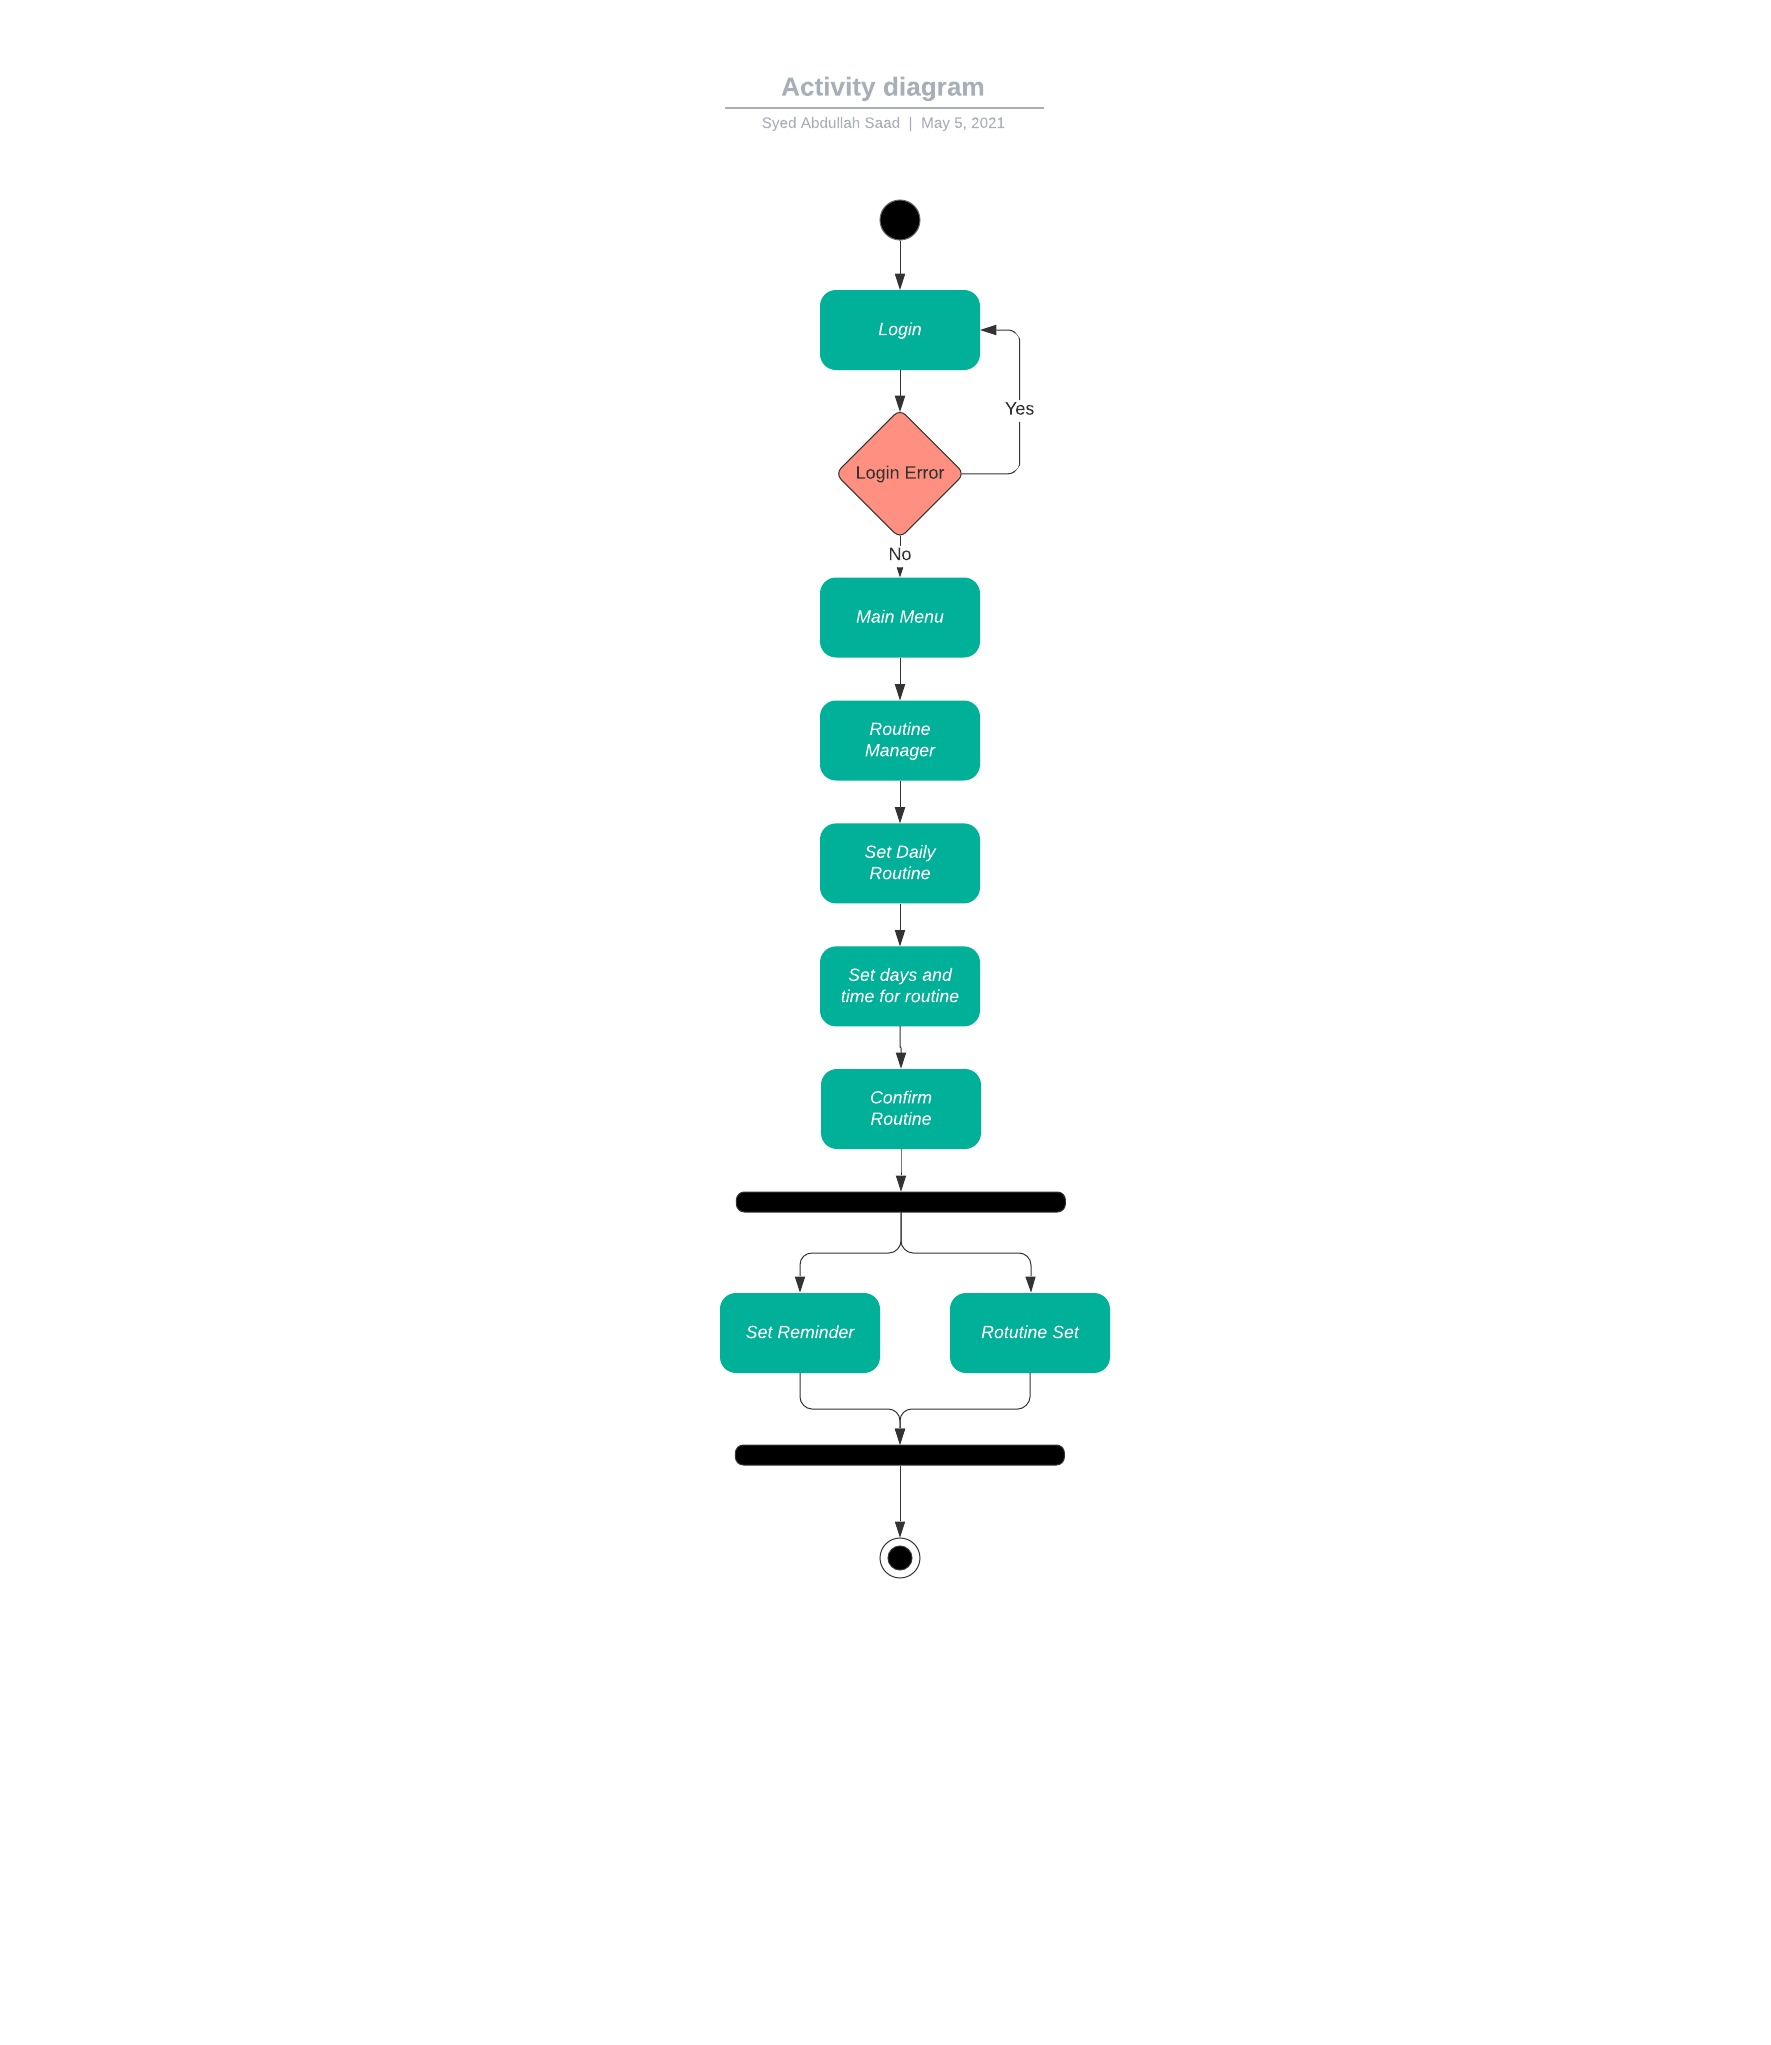 Activity diagram
Syed Abdullah Saad | May 5, 2021
Login
Yes
Login Error
No
Main Menu
Routine
Manager
Set Daily
Routine
Set days and
time for routine
Confirm
Routine
Set Reminder
Rotutine Set